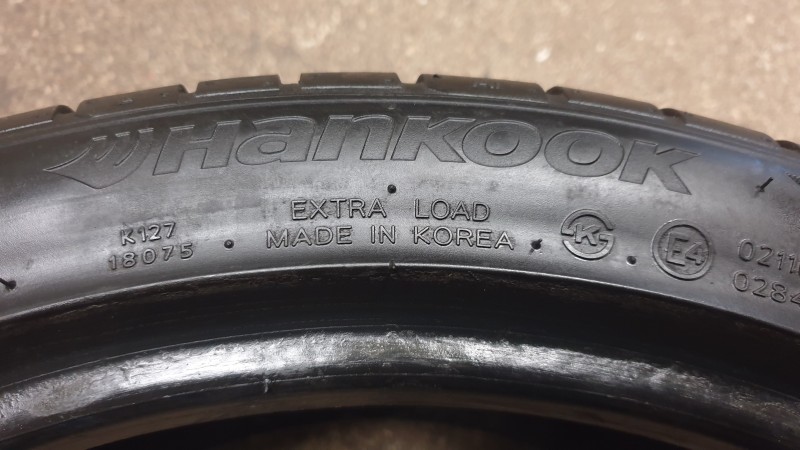 Hankook
EXTRA LOAD
MADE IN KOREA
K127
18075
K
E4